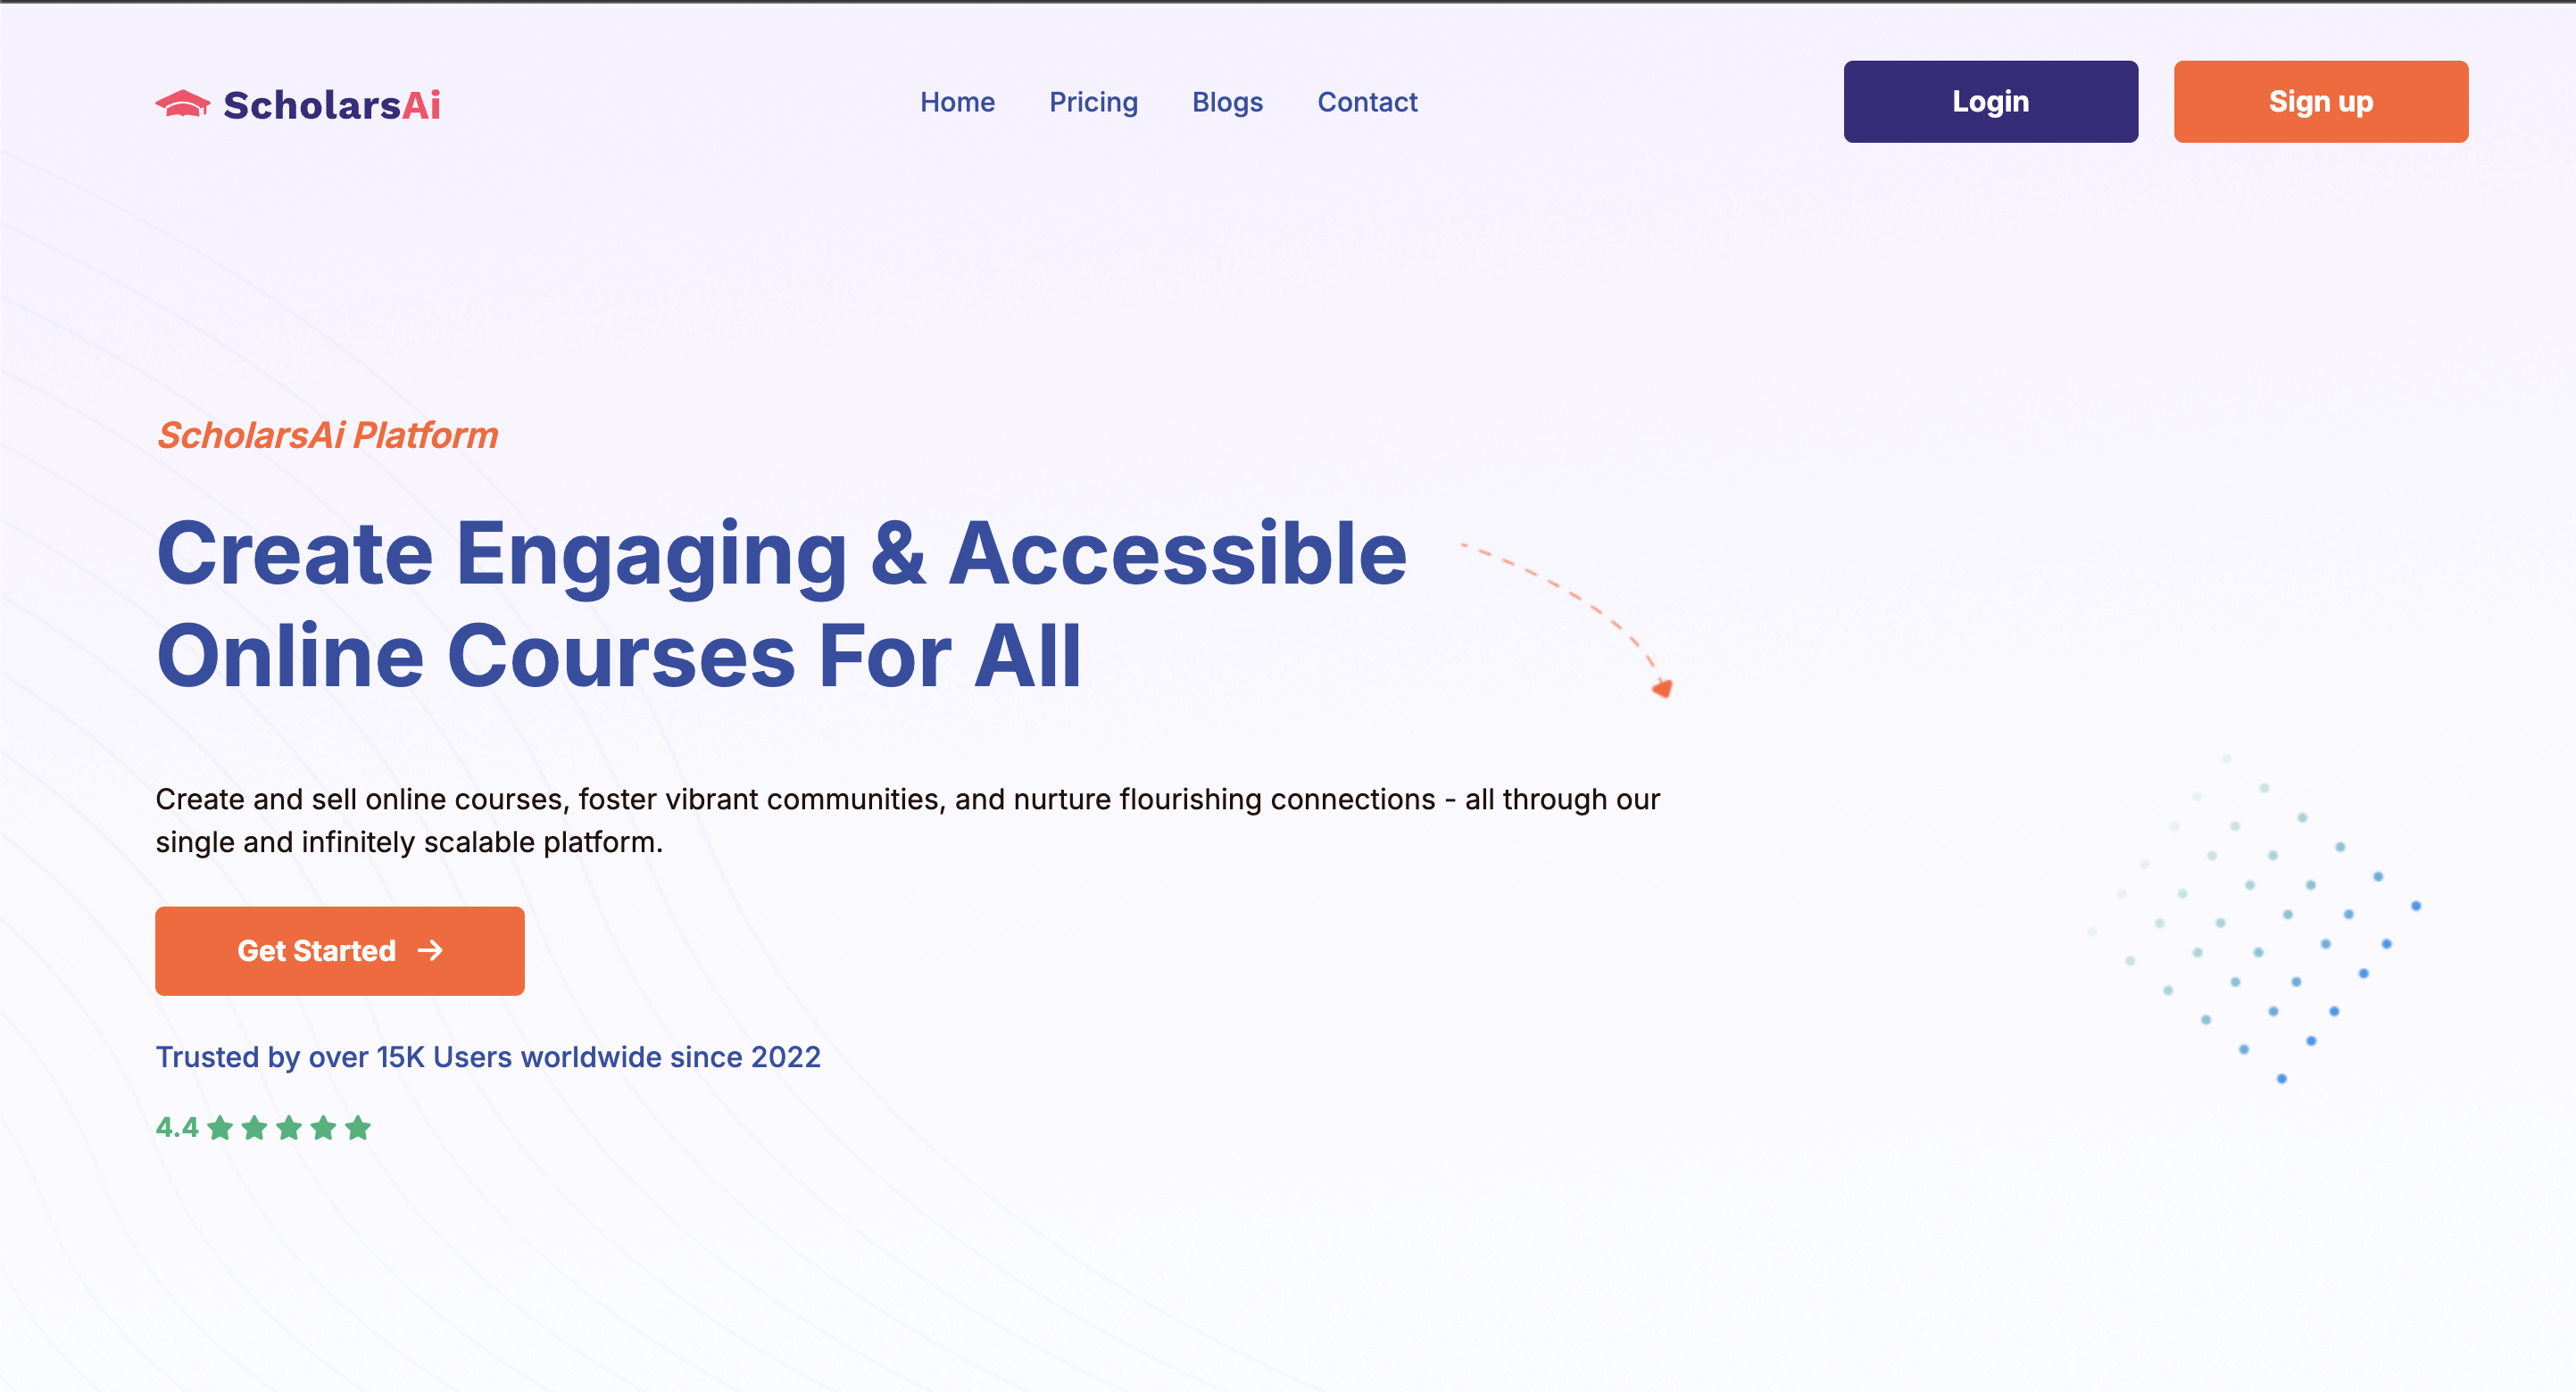 ScholarsAi
Home
Pricing
Blogs
Contact
Login
Sign up
ScholarsAi Platform
Create Engaging & Accessible
Online Courses For All
Create and sell online courses, foster vibrant communities, and nurture flourishing connections - all through our
single and infinitely scalable platform.
Get Started
Trusted by over 15K Users worldwide since 2022
4.4